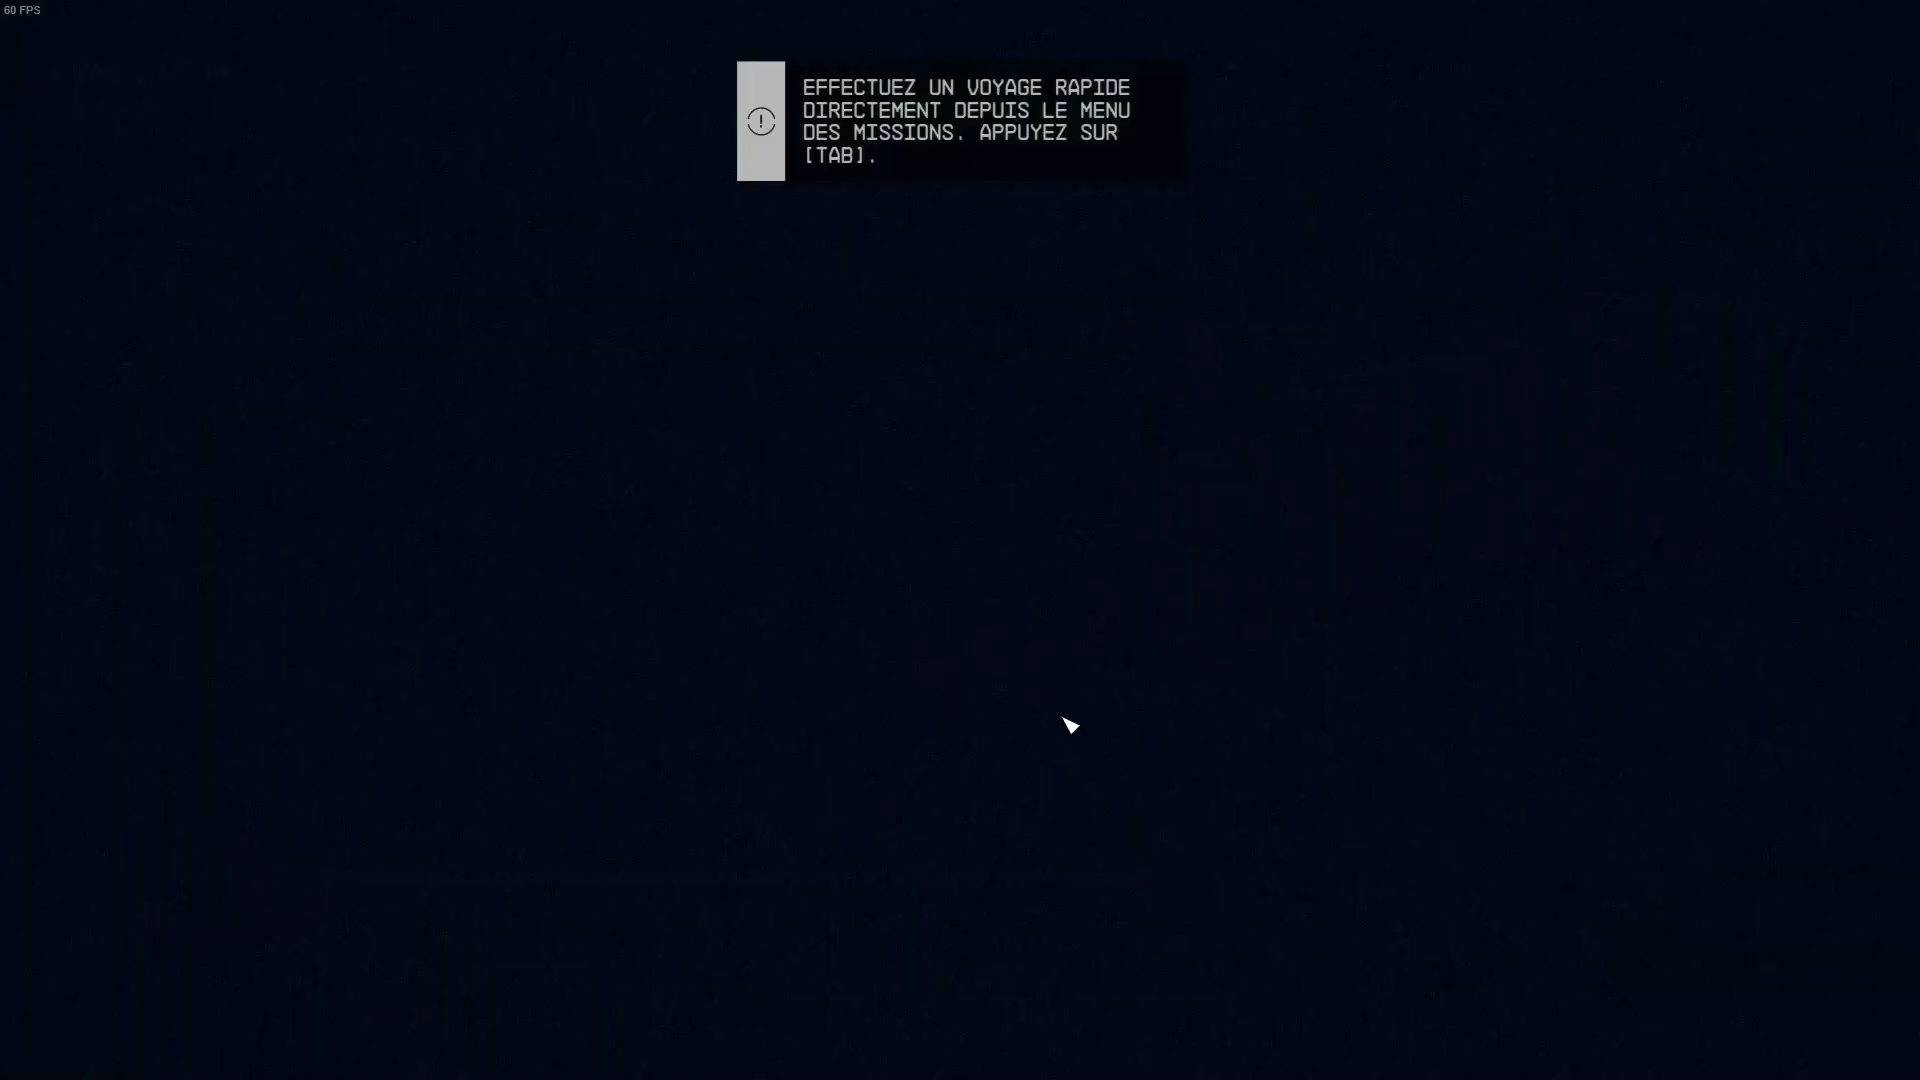 60 FPS
EFFECTUEZ UN VOYAGE RAPIDE
DIRECTEMENT DEPUIS LE MENU
DES MISSIONS. APPUYEZ SUR
[TAB].